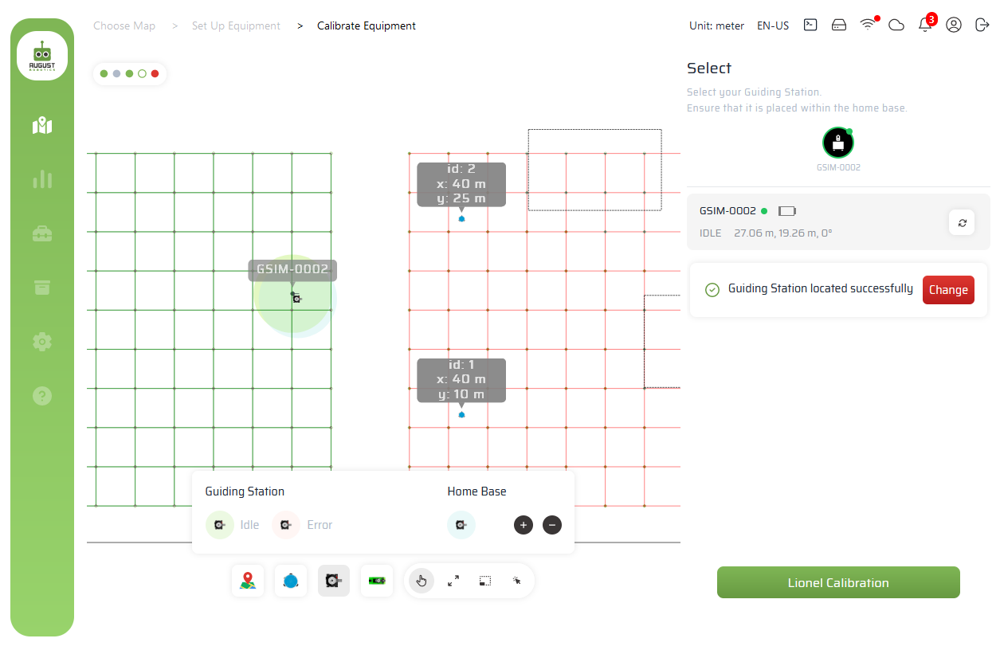 AUGUST
ROBOTICS
Choose Map > Set Up Equipment > Calibrate Equipment
Unit: meter EN-US
3
Select
Select your Guiding Station.
Ensure that it is placed within the home base.
GSIM-0002
GSIM-0002
IDLE 27.06 m, 19.26 m, 0°
Guiding Station located successfully
Change
id: 2
x: 40 m
y: 25 m
GSIM-0002
id: 1
x: 40 m
y: 10 m
Guiding Station
Idle
Error
Home Base
Lionel Calibration